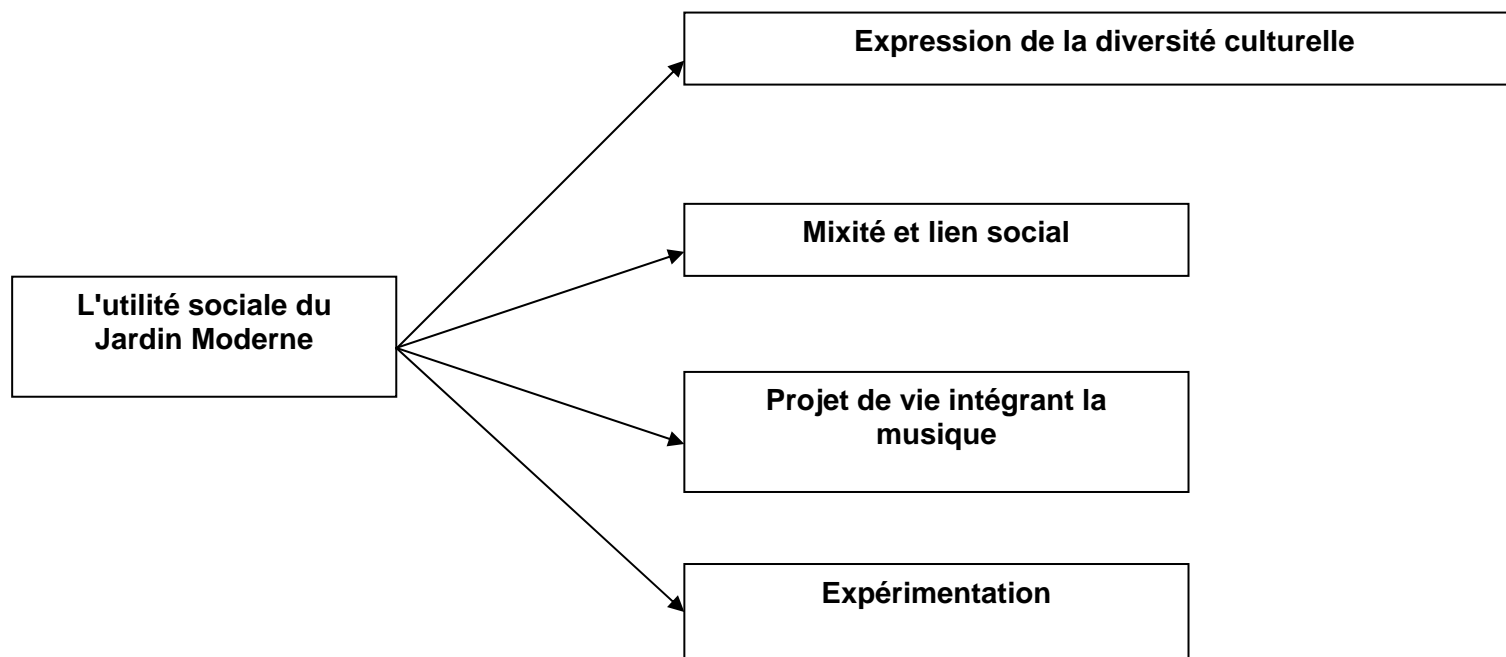 Expression de la diversité culturelle
Mixité et lien social
L'utilité sociale du
Jardin Moderne
Projet de vie intégrant la
musique
Expérimentation